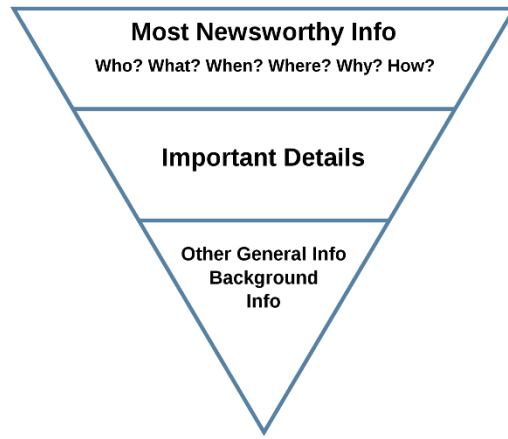 Most Newsworthy Info
Who? What? When? Where? Why? How?
Important Details
Other General Info
Background
Info